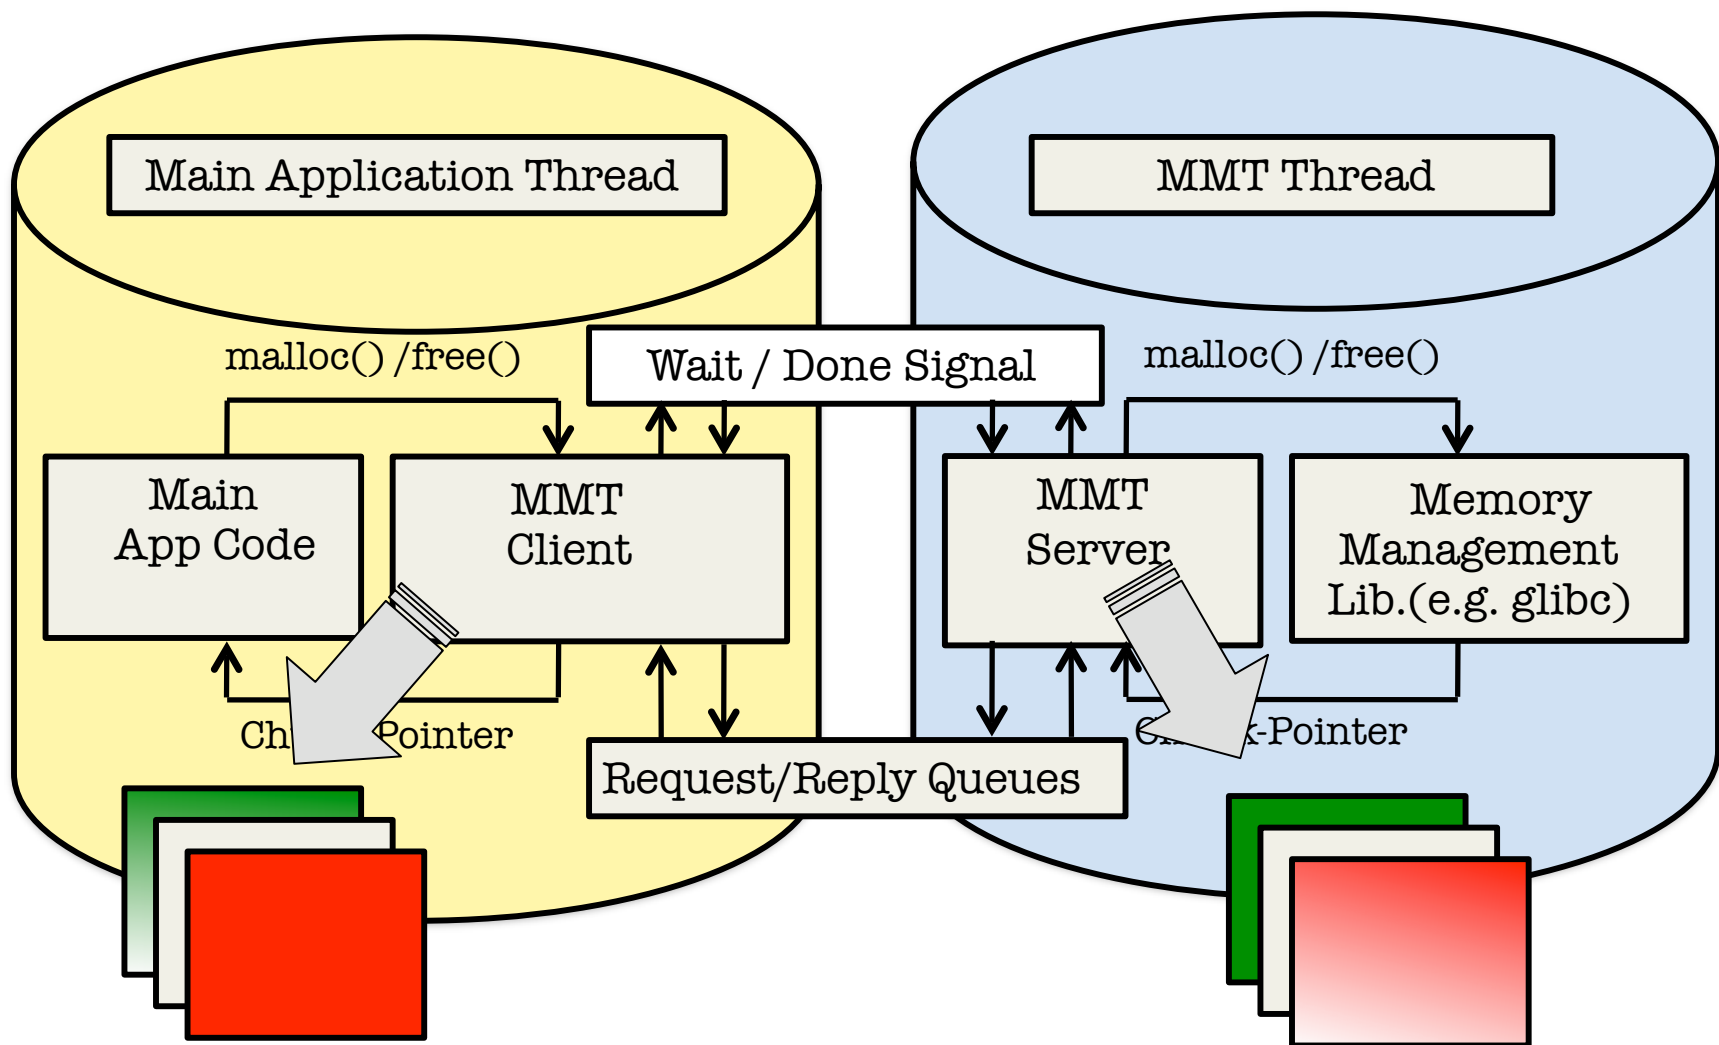 Main Application Thread
MMT Thread
malloc() /free()
Wait / Done Signal
malloc() /free()
Main
App Code
MMT
Client
MMT
Server
Memory
Management
Lib.(e.g. glibc)
Pointer
-Pointer
Request/Reply Queues